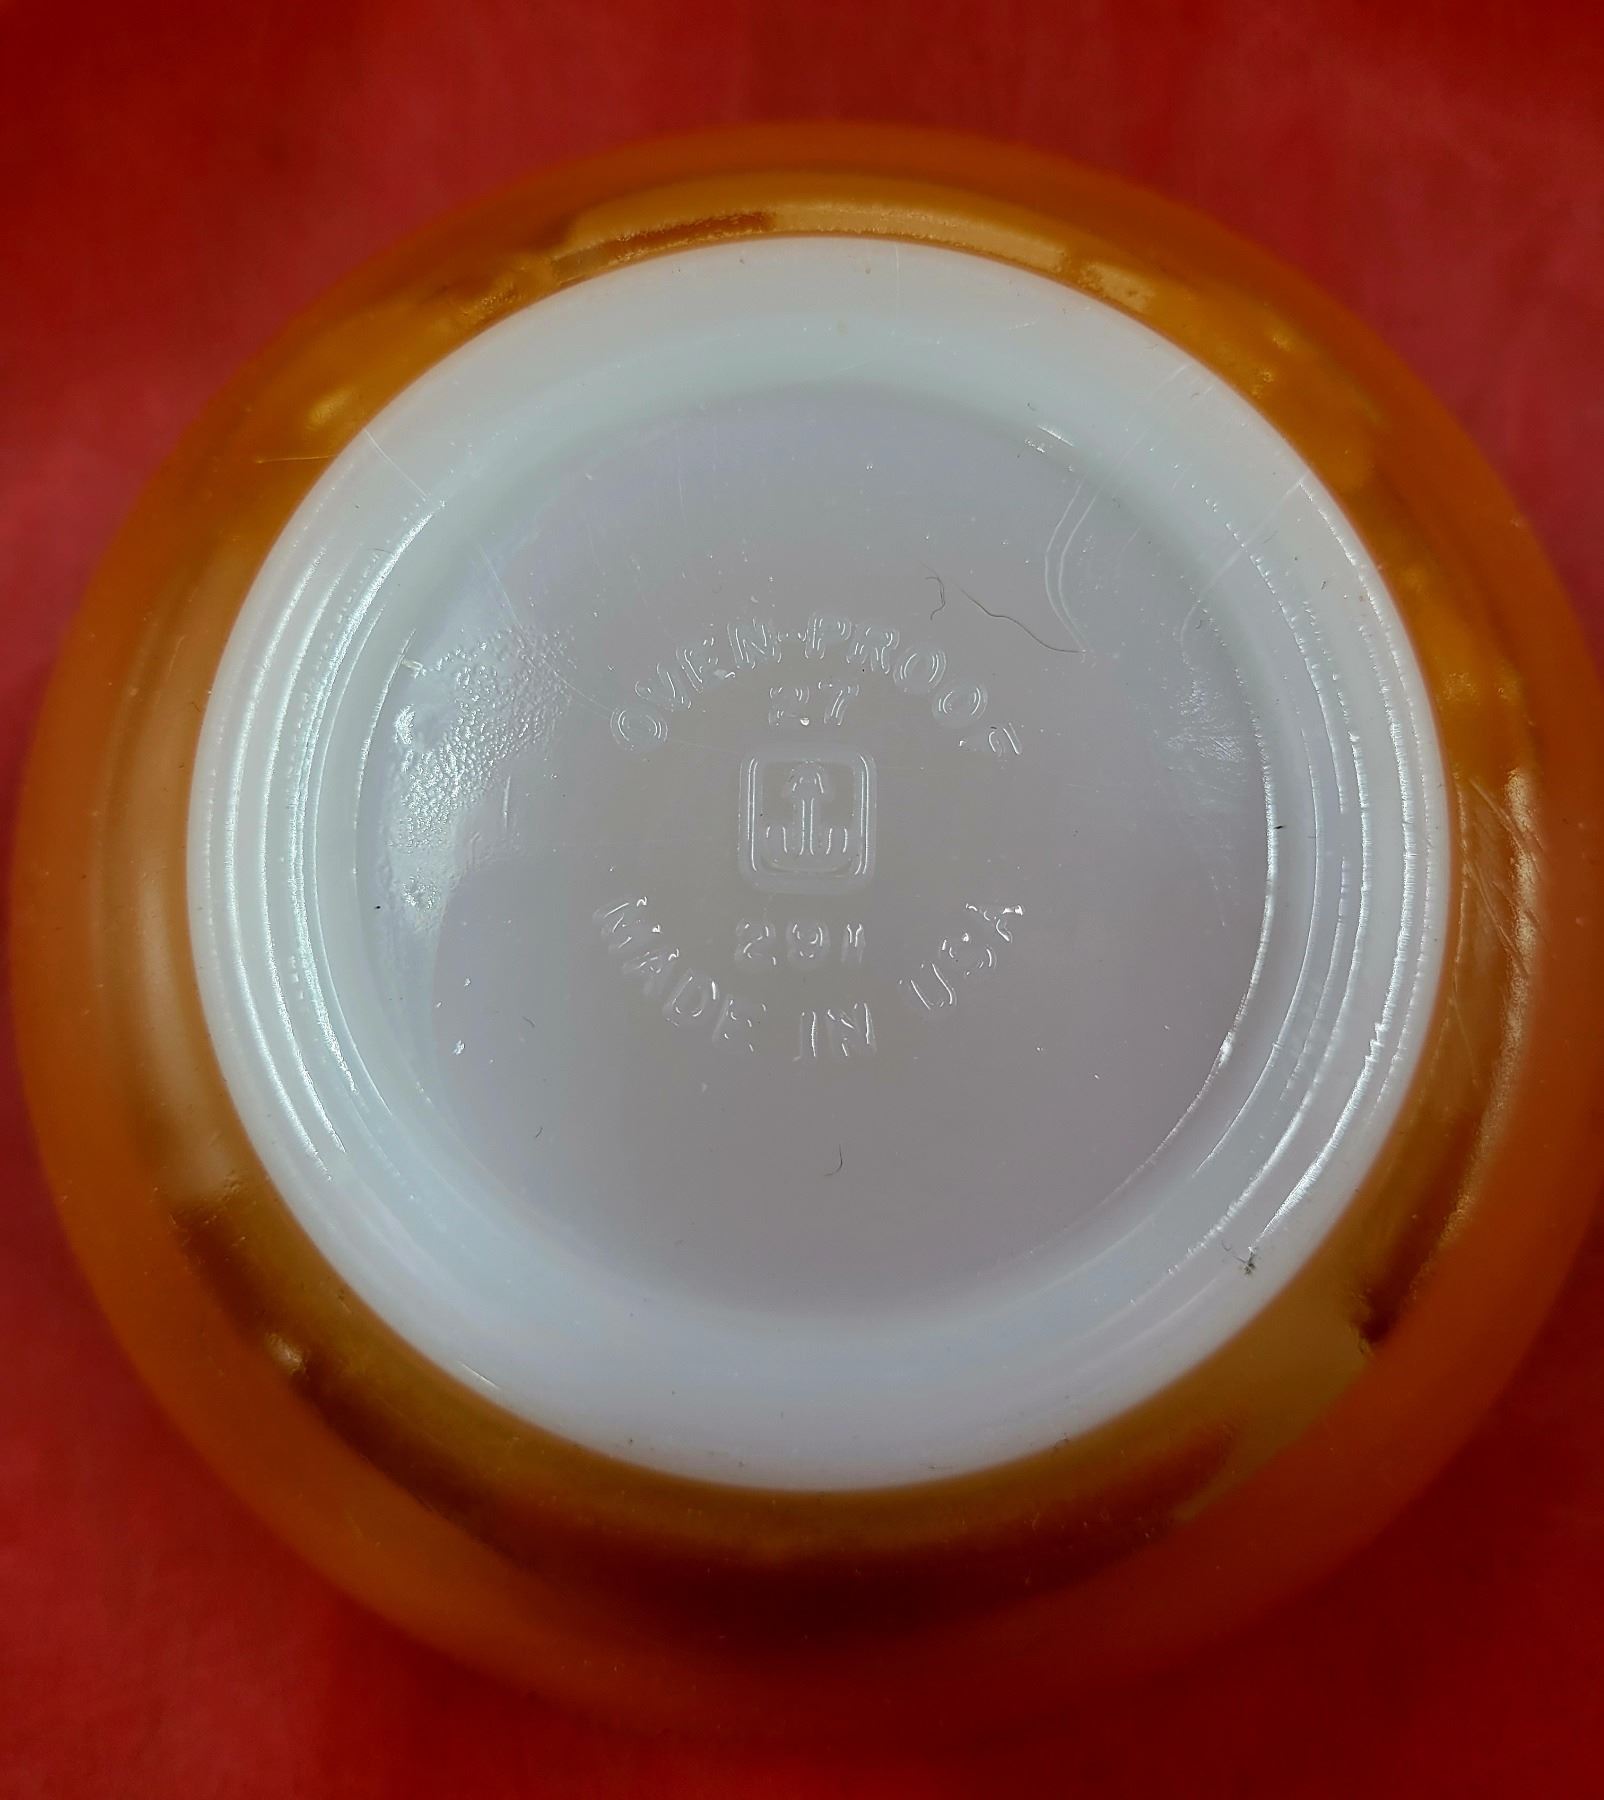 OVEN-PROOF
27
291
MADE IN USA